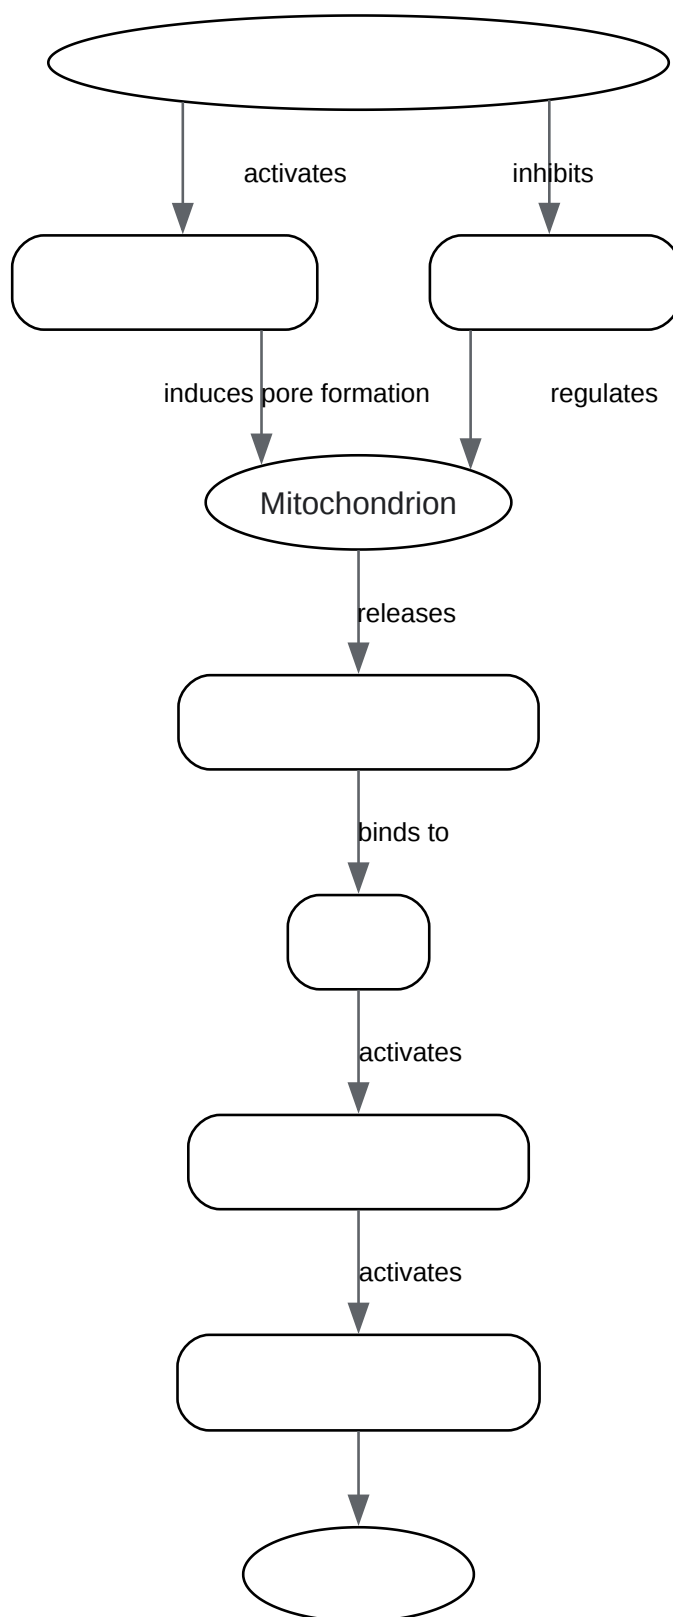 activates
inhibits
induces pore formation
regulates
Mitochondrion
releases
binds to
activates
activates